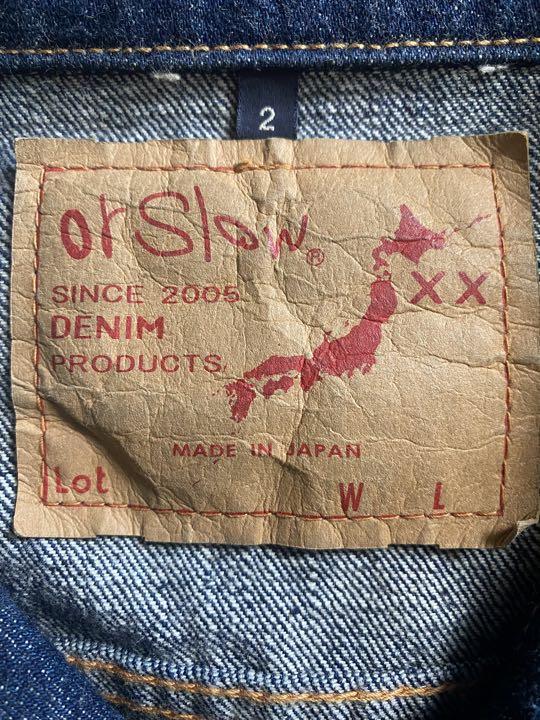 2
orSlow®
SINCE 2005
DENIM
PRODUCTS,
XX
MADE IN JAPAN
Lot
W L